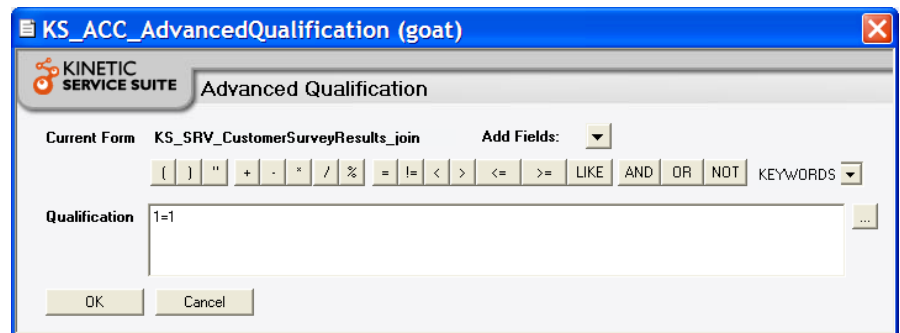 KS_ACC_AdvancedQualification (goat)
KINETIC
SERVICE SUITE
Advanced Qualification
Current Form KS_SRV_CustomerSurveyResults_join Add Fields:
( ) " + - * / % = != < > <= >= LIKE AND OR NOT KEYWORDS
Qualification 1=1 ...
OK Cancel